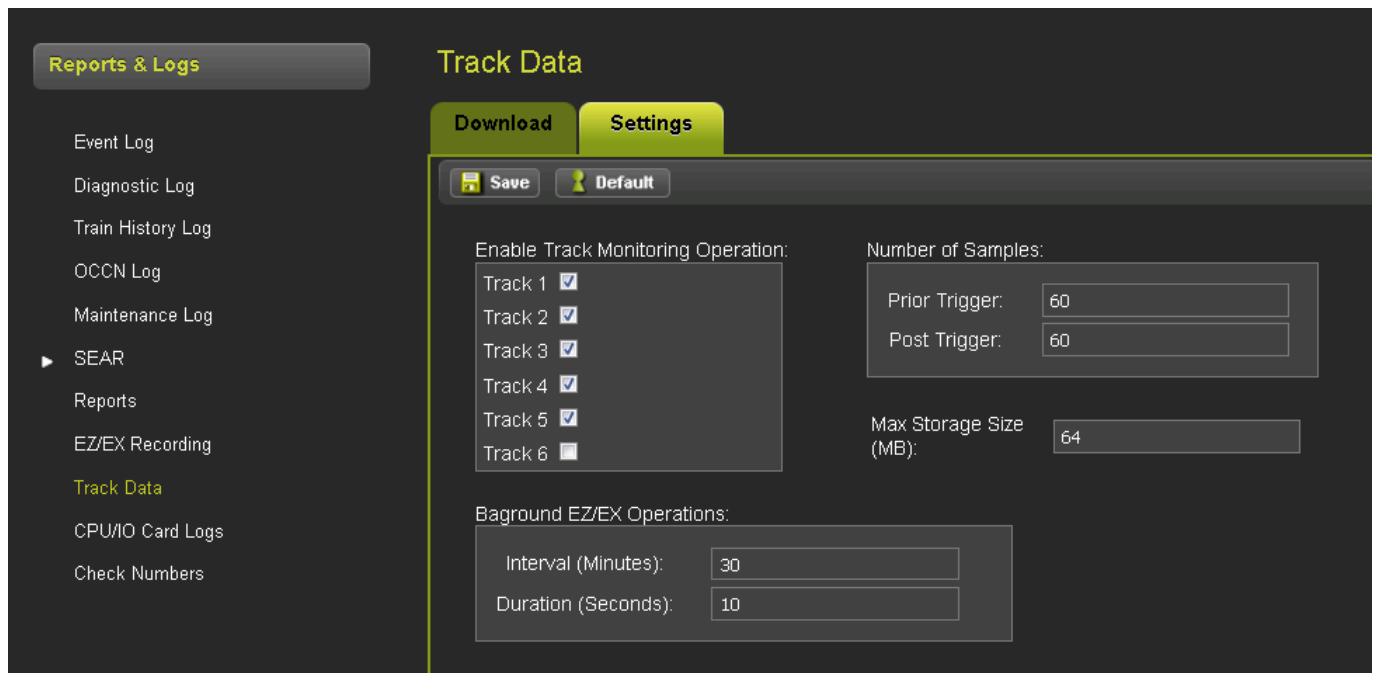 Reports & Logs
Event Log
Diagnostic Log
Train History Log
OCCN Log
Maintenance Log
SEAR
Reports
EZ/EX Recording
Track Data
CPU/IO Card Logs
Check Numbers
Track Data
Download
Settings
Save
Default
Enable Track Monitoring Operation:
Track 1
Track 2
Track 3
Track 4
Track 5
Track 6
Number of Samples:
Prior Trigger: 60
Post Trigger: 60
Max Storage Size
(MB): 64
Baground EZ/EX Operations:
Interval (Minutes): 30
Duration (Seconds): 10